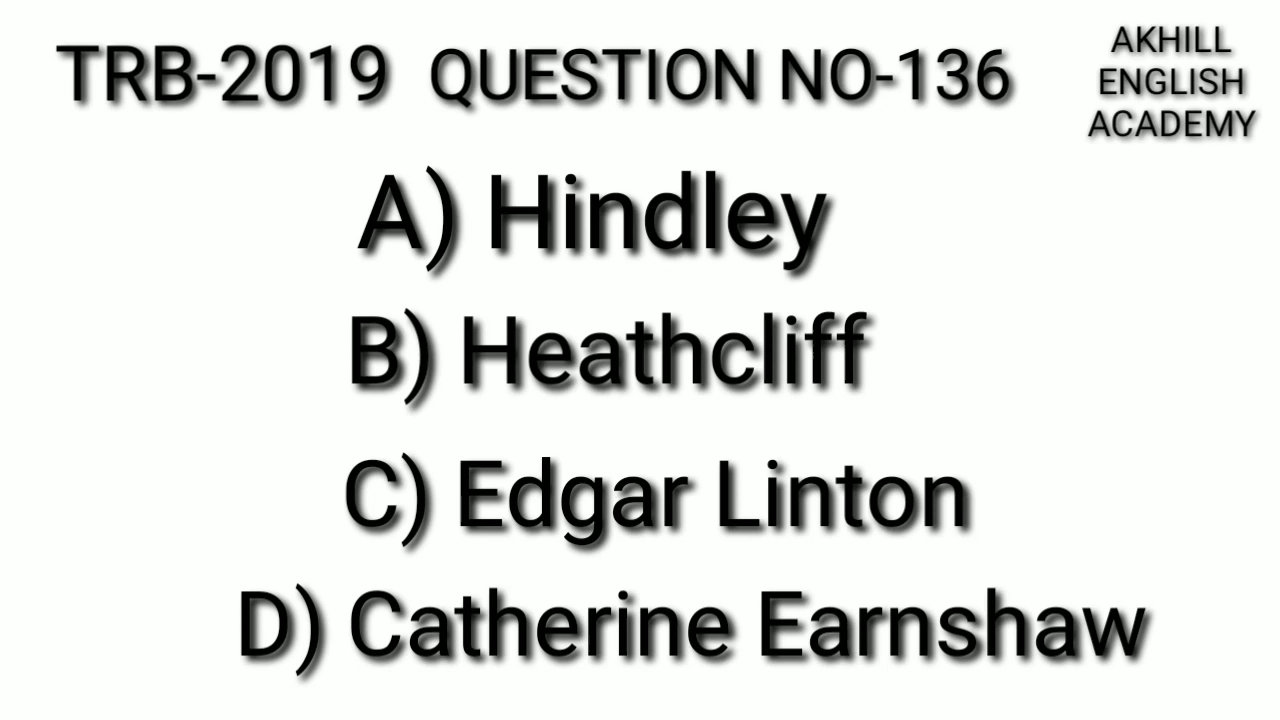 TRB-2019 QUESTION NO-136
AKHILL
ENGLISH
ACADEMY
A) Hindley
B) Heathcliff
C) Edgar Linton
D) Catherine Earnshaw